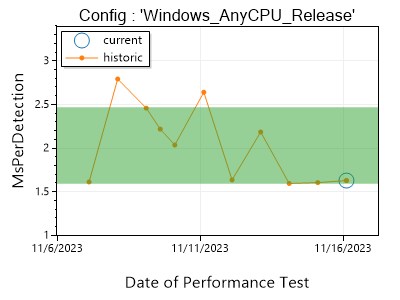 Config : 'Windows_AnyCPU_Release'
current
historic
3
2.5
2
1.5
1
MsPerDetection
11/6/2023
11/11/2023
11/16/2023
Date of Performance Test